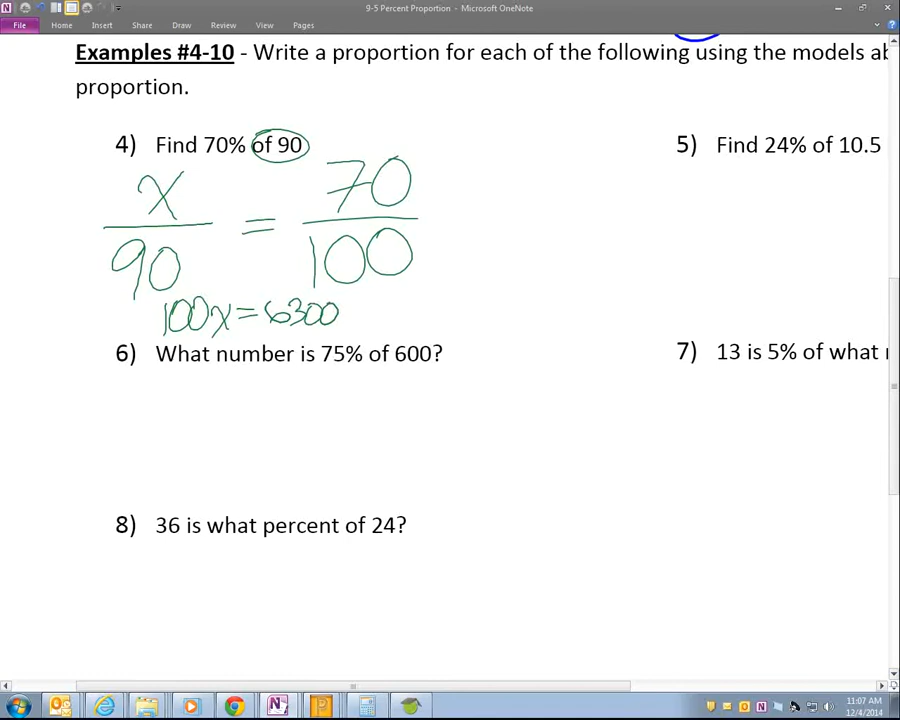 9-5 Percent Proportion - Microsoft OneNote
File Home Insert Share Draw Review View Pages
Examples #4-10 - Write a proportion for each of the following using the models ab
proportion.
4) Find 70% of 90
5) Find 24% of 10.5
x/90 = 70/100
100x = 6300
6) What number is 75% of 600?
7) 13 is 5% of what
8) 36 is what percent of 24?
11:07 AM
12/4/2014